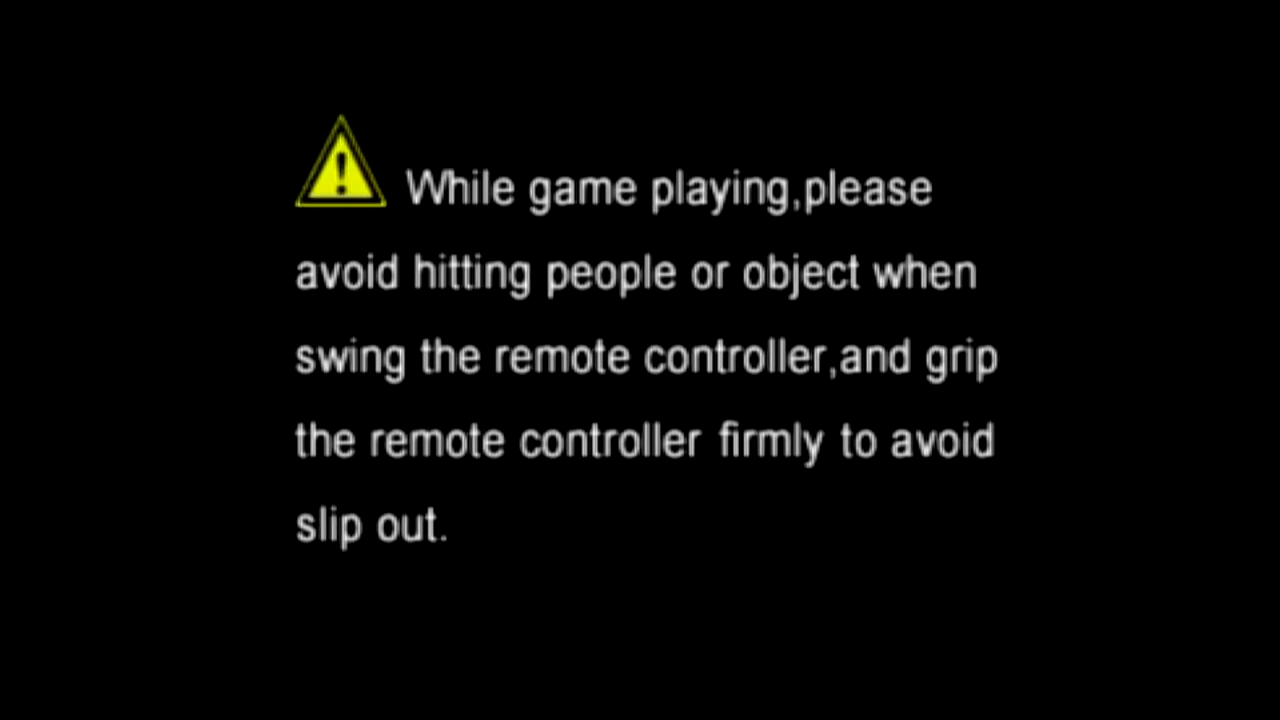 While game playing,please
avoid hitting people or object when
swing the remote controller,and grip
the remote controller firmly to avoid
slip out.